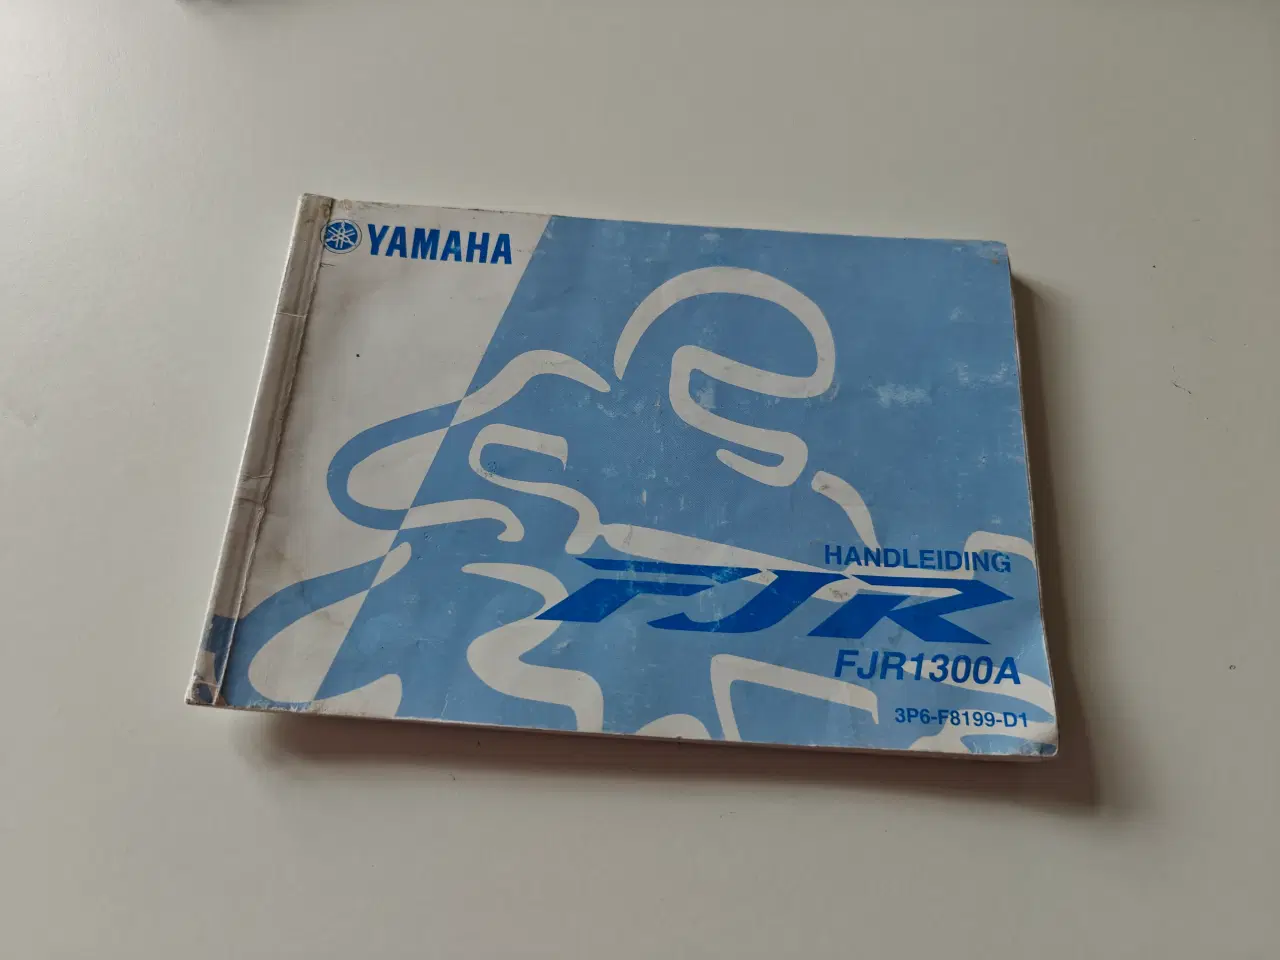 YAMAHA
HANDLEIDING
FJR
FJR1300A
3P6-F8199-D1